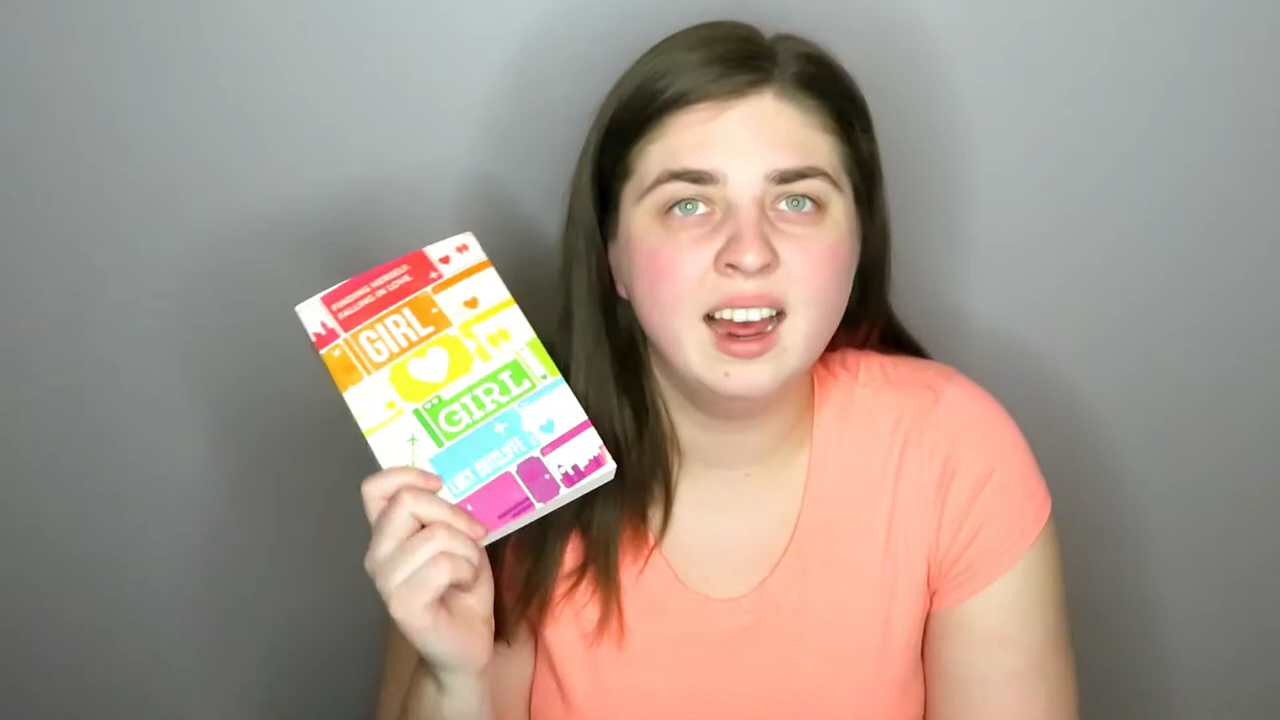 FINDING HERSELF.
FALLING IN LOVE.
GIRL
GIRL
LUCY SUTCLIFFE